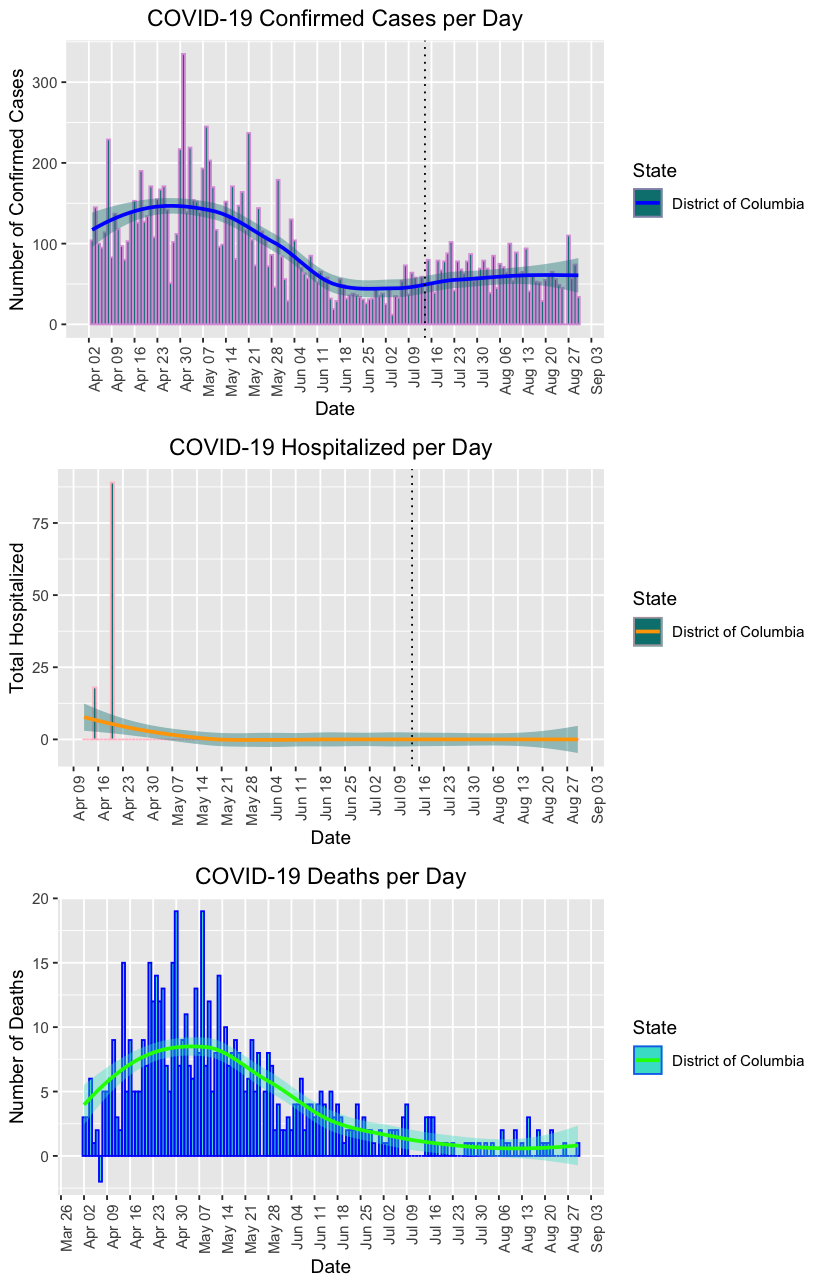 COVID-19 Confirmed Cases per Day
Number of Confirmed Cases
300
200
100
0
Apr 02
Apr 09
Apr 16
Apr 23
Apr 30
May 07
May 14
May 21
May 28
Jun 04
Jun 11
Jun 18
Jun 25
Jul 02
Jul 09
Jul 16
Jul 23
Jul 30
Aug 06
Aug 13
Aug 20
Aug 27
Sep 03
Date
State
District of Columbia
COVID-19 Hospitalized per Day
Total Hospitalized
75
50
25
0
Apr 09
Apr 16
Apr 23
Apr 30
May 07
May 14
May 21
May 28
Jun 04
Jun 11
Jun 18
Jun 25
Jul 02
Jul 09
Jul 16
Jul 23
Jul 30
Aug 06
Aug 13
Aug 20
Aug 27
Sep 03
Date
State
District of Columbia
COVID-19 Deaths per Day
Number of Deaths
20
15
10
5
0
Mar 26
Apr 02
Apr 09
Apr 16
Apr 23
Apr 30
May 07
May 14
May 21
May 28
Jun 04
Jun 11
Jun 18
Jun 25
Jul 02
Jul 09
Jul 16
Jul 23
Jul 30
Aug 06
Aug 13
Aug 20
Aug 27
Sep 03
Date
State
District of Columbia